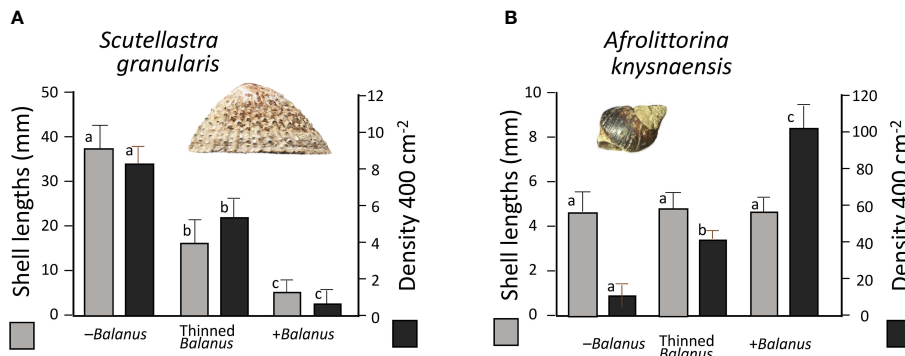 A
Scutellastra
granularis
50
40
30
20
10
0
Shell lengths (mm)
12
10
8
6
4
2
0
Density 400 cm-2
a
a
b
b
c
c
–Balanus
Thinned
Balanus
+Balanus
B
Afrolittorina
knysnaensis
10
8
6
4
2
0
Shell lengths (mm)
120
100
80
60
40
20
0
Density 400 cm-2
a
a
a
b
a
c
–Balanus
Thinned
Balanus
+Balanus